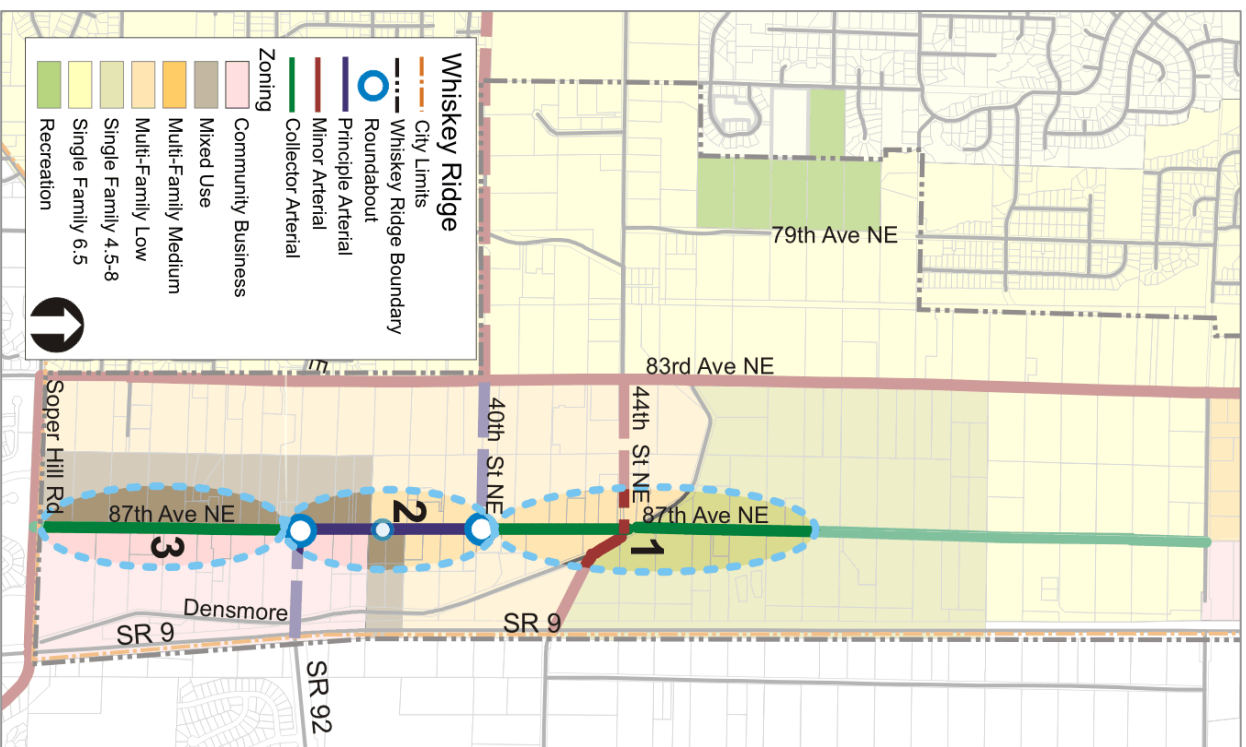 Whiskey Ridge
City Limits
Whiskey Ridge Boundary
Roundabout
Principle Arterial
Minor Arterial
Collector Arterial
Zoning
Community Business
Mixed Use
Multi-Family Medium
Multi-Family Low
Single Family 4.5-8
Single Family 6.5
Recreation
79th Ave NE
83rd Ave NE
Soper Hill Rd
40th St NE
44th St NE
87th Ave NE
87th Ave NE
1
2
3
Densmore
SR 9
SR 9
SR 92